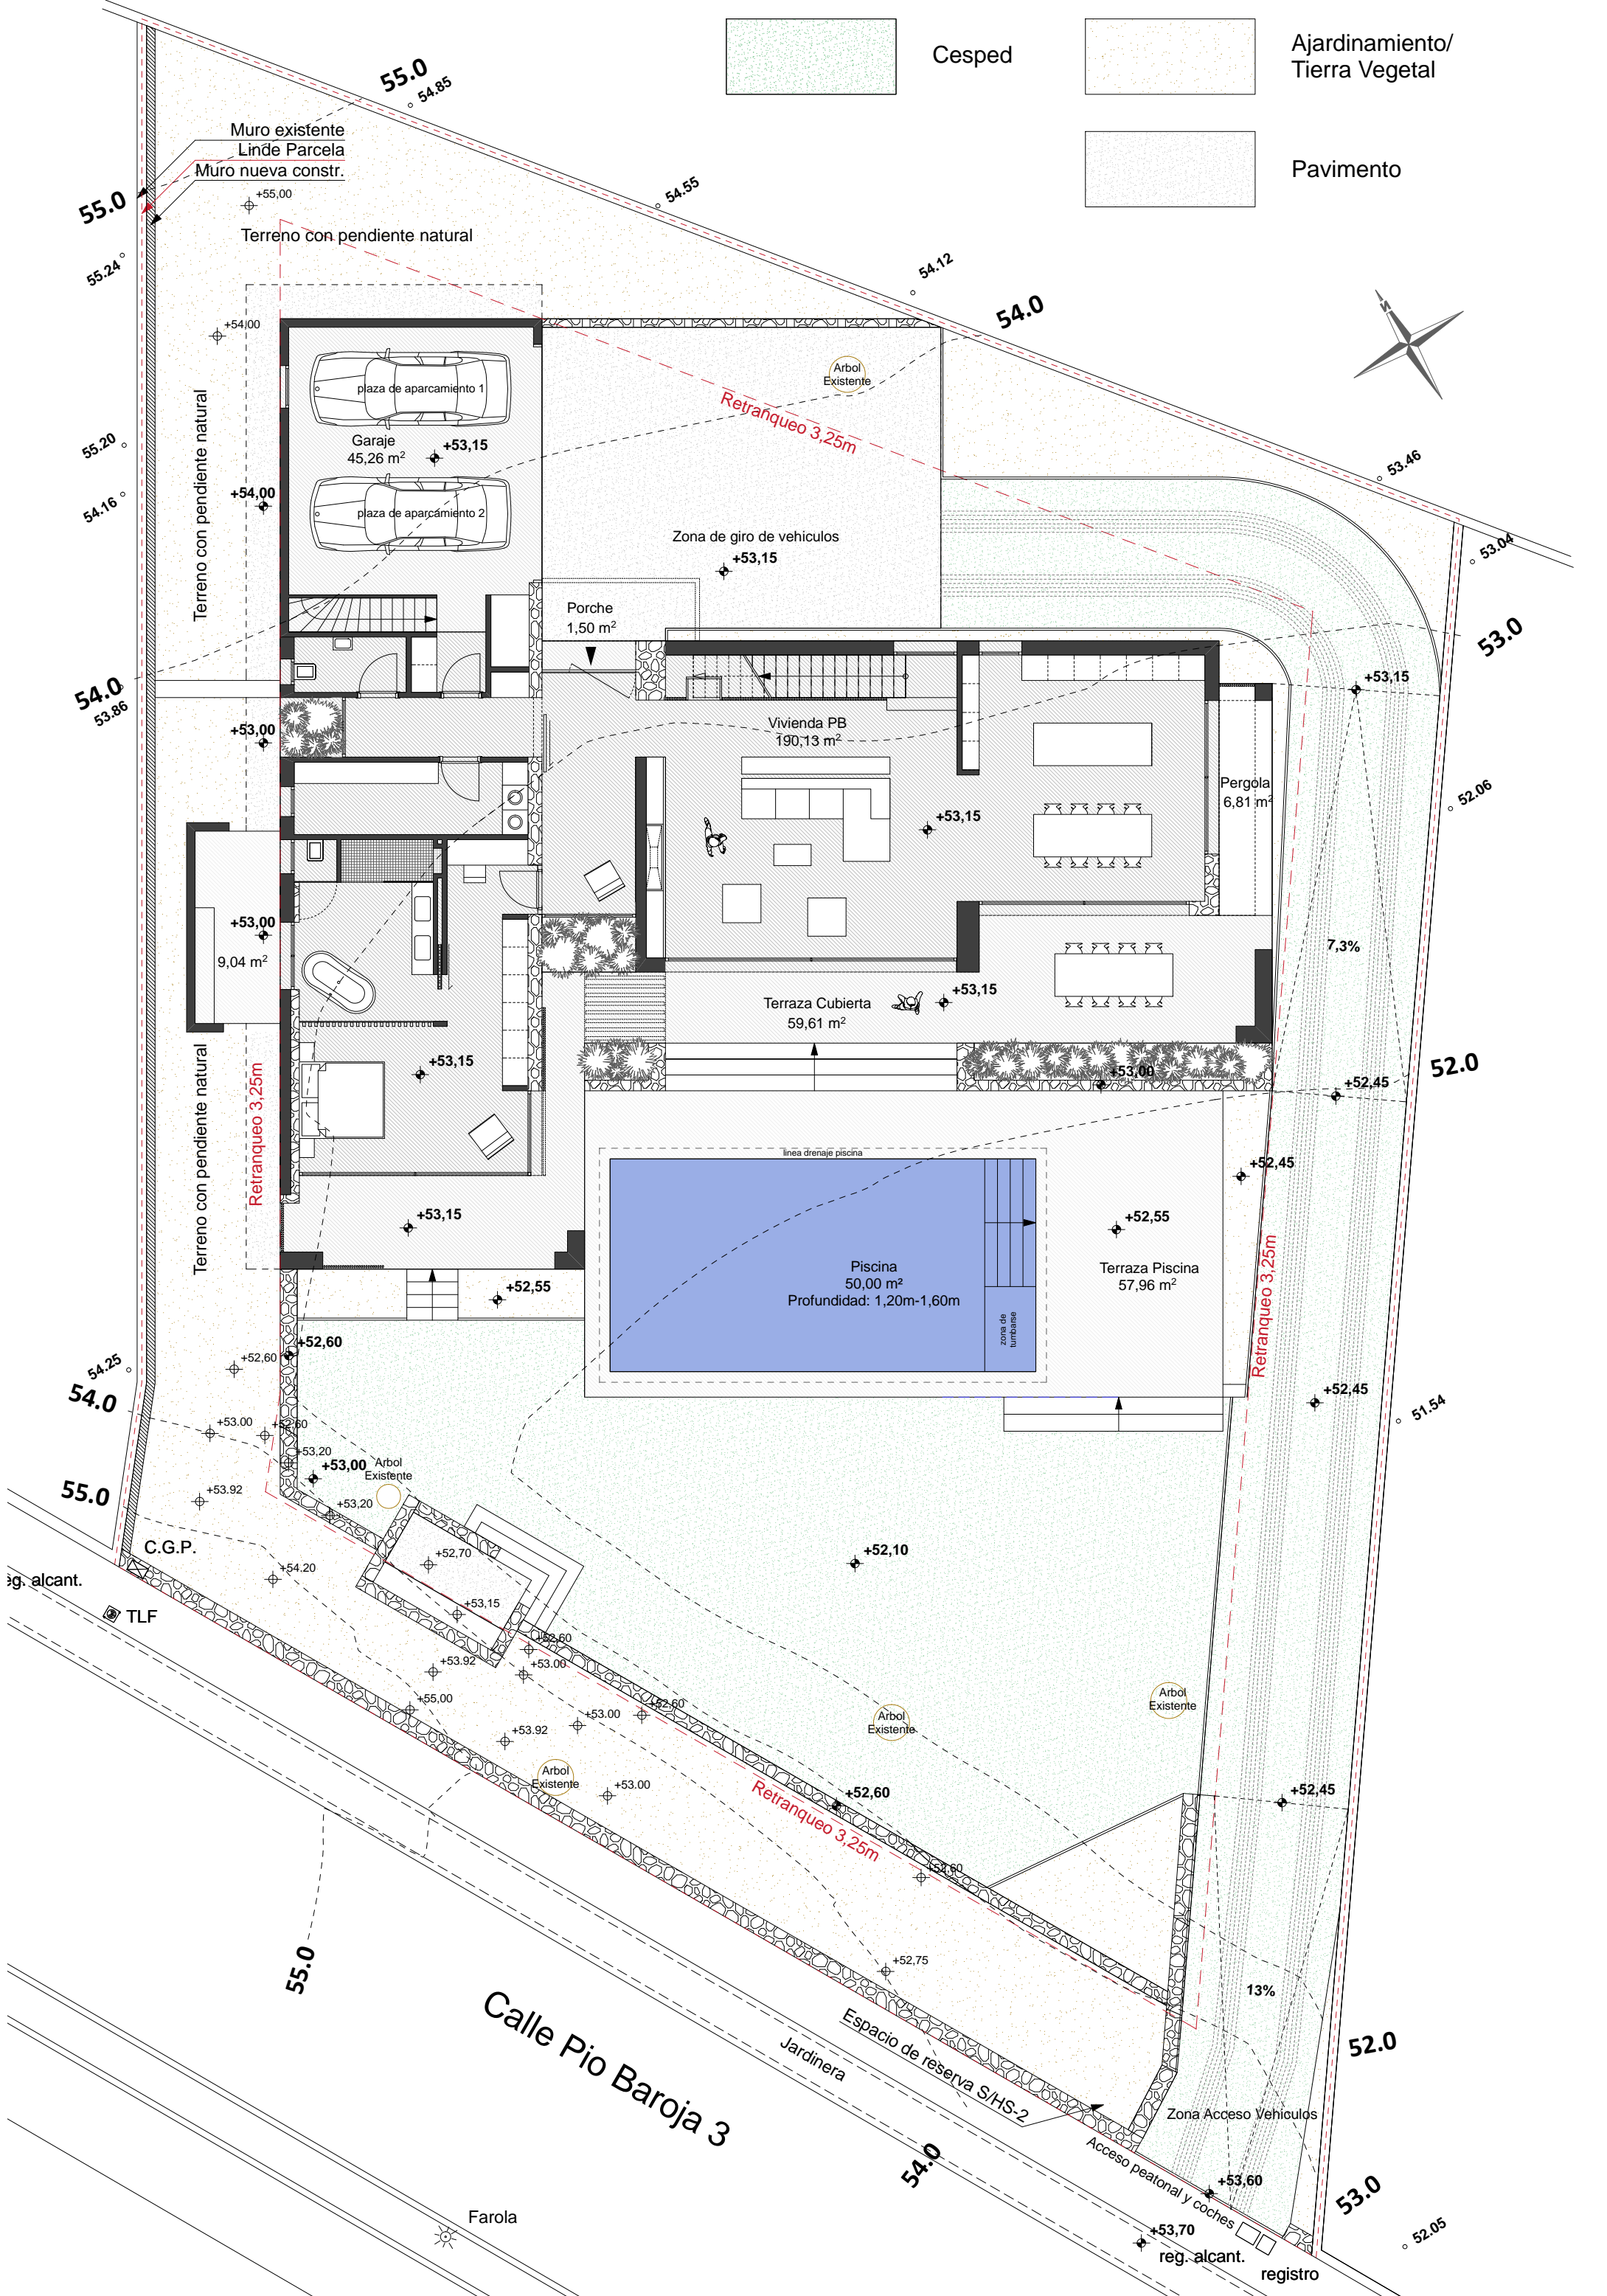 Cesped
Ajardinamiento/
Tierra Vegetal
Pavimento
55.0
54.85
Muro existente
Linde Parcela
Muro nueva constr.
55.0
+55,00
54.55
Terreno con pendiente natural
55.24
54.12
54.0
N
+54,00
plaza de aparcamiento 1
Arbol
Existente
Retranqueo 3,25m
Garaje
45,26 m²
+53,15
55.20
53.46
54.16
+54,00
plaza de aparcamiento 2
Terreno con pendiente natural
Zona de giro de vehiculos
+53,15
53.04
Porche
1,50 m²
53.0
54.0
53.86
+53,15
+53,00
Vivienda PB
190,13 m²
Pergola
6,81 m²
52.06
+53,15
+53,00
9,04 m²
7,3%
Terraza Cubierta
59,61 m²
+53,15
+53,15
+53,00
52.0
+52,45
Terreno con pendiente natural
Retranqueo 3,25m
linea drenaje piscina
+52,45
+53,15
+52,55
Piscina
50,00 m²
Profundidad: 1,20m-1,60m
Terraza Piscina
57,96 m²
zona de
tumbarse
Retranqueo 3,25m
+52,55
+52,60
+52,60
54.25
54.0
+52,45
51.54
+53.00
+52,60
+53,20
+53,00
Arbol
Existente
55.0
+53.92
+53,20
C.G.P.
+52,70
+52,10
eg. alcant.
+54.20
TLF
+53,15
+52,60
+53.92
+53.00
+55,00
+52,60
+53.00
+53.92
Arbol
Existente
Arbol
Existente
Arbol
Existente
+53.00
+52,60
+52,45
Retranqueo 3,25m
+52,60
55.0
+52,75
13%
Calle Pio Baroja 3
Jardinera
Espacio de reserva S/HS-2
52.0
Zona Acceso Vehiculos
Acceso peatonal y coches
54.0
+53,60
53.0
Farola
+53,70
reg. alcant.
registro
52.05